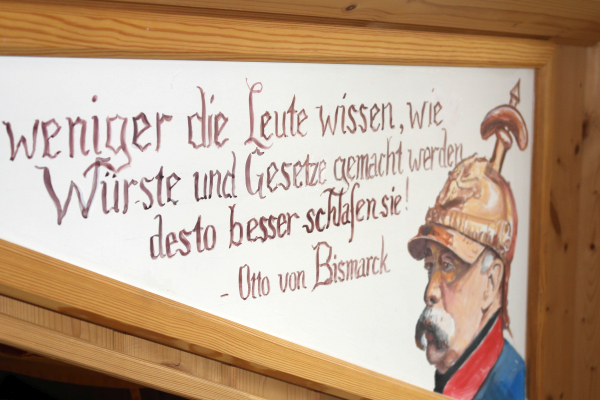 weniger die Leute wissen, wie
Würste und Gesetze gemacht werden
desto besser schlafen sie!
- Otto von Bismarck